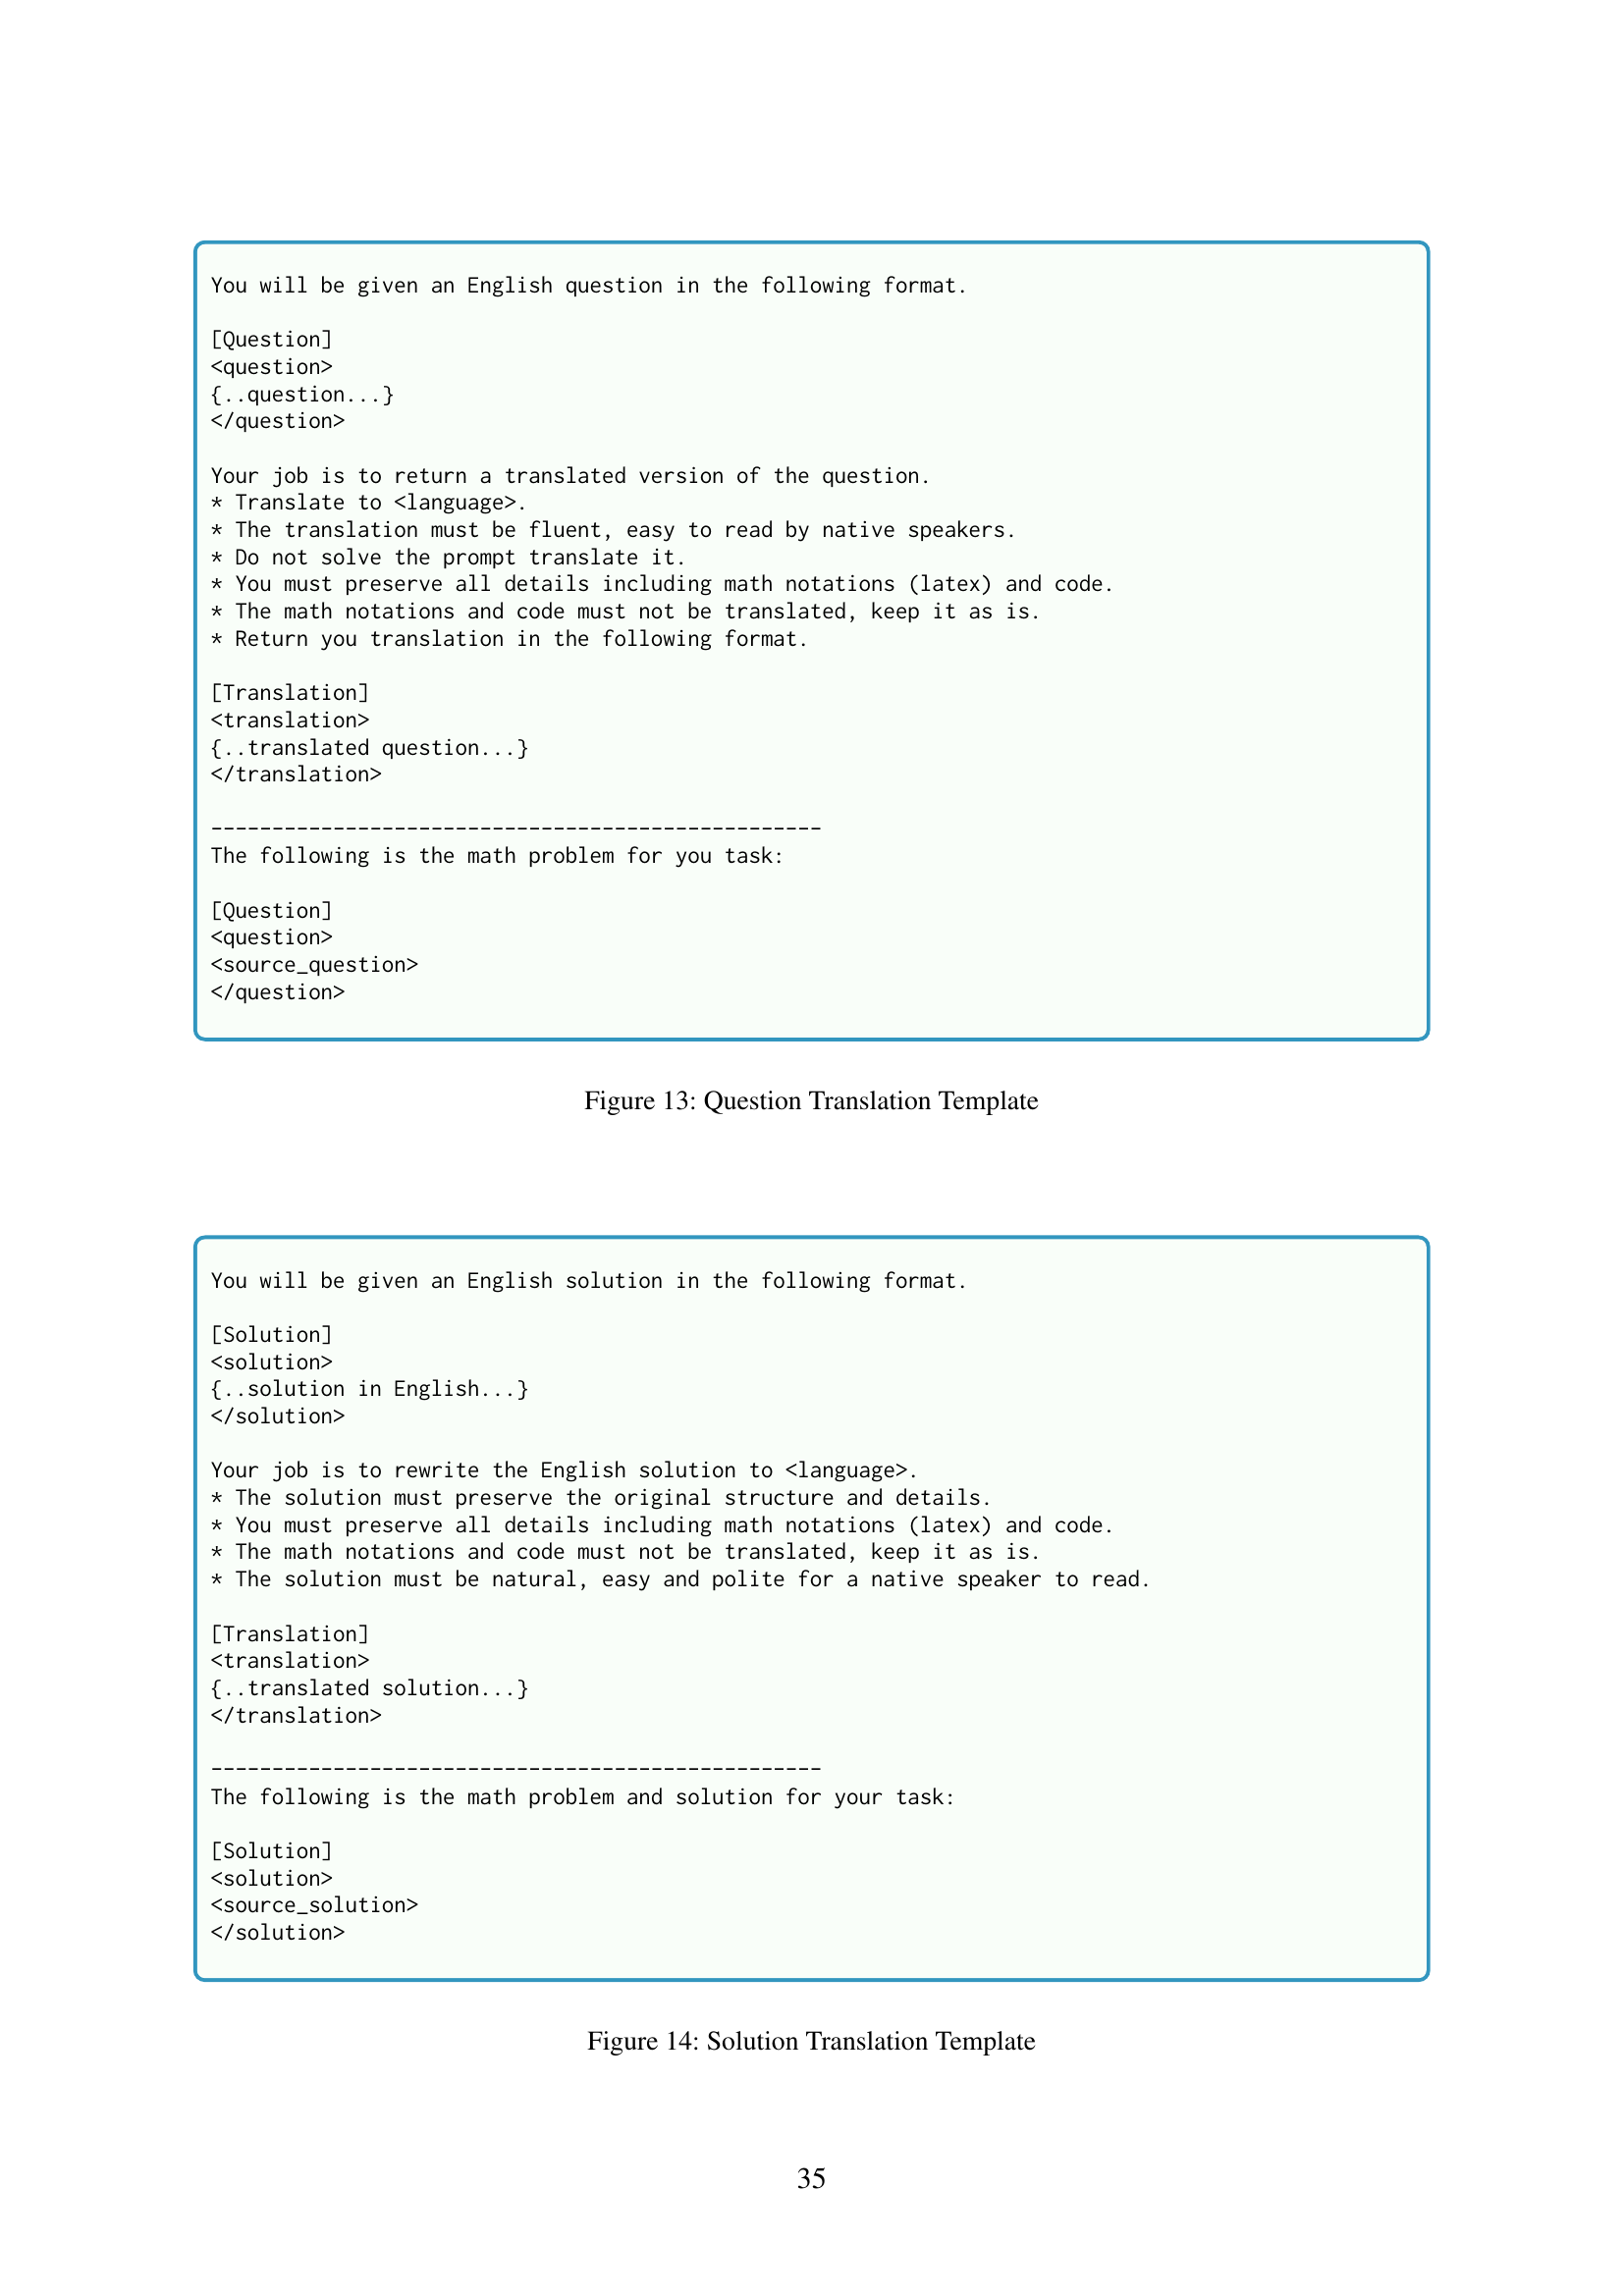 You will be given an English question in the following format.
[Question]
<question>
{..question...}
</question>
Your job is to return a translated version of the question.
* Translate to <language>.
* The translation must be fluent, easy to read by native speakers.
* Do not solve the prompt translate it.
* You must preserve all details including math notations (latex) and code.
* The math notations and code must not be translated, keep it as is.
* Return you translation in the following format.
[Translation]
<translation>
{..translated question...}
</translation>
--------------------------------------------------
The following is the math problem for you task:
[Question]
<question>
<source_question>
</question>
Figure 13: Question Translation Template
You will be given an English solution in the following format.
[Solution]
<solution>
{..solution in English...}
</solution>
Your job is to rewrite the English solution to <language>.
* The solution must preserve the original structure and details.
* You must preserve all details including math notations (latex) and code.
* The math notations and code must not be translated, keep it as is.
* The solution must be natural, easy and polite for a native speaker to read.
[Translation]
<translation>
{..translated solution...}
</translation>
--------------------------------------------------
The following is the math problem and solution for your task:
[Solution]
<solution>
<source_solution>
</solution>
Figure 14: Solution Translation Template
35